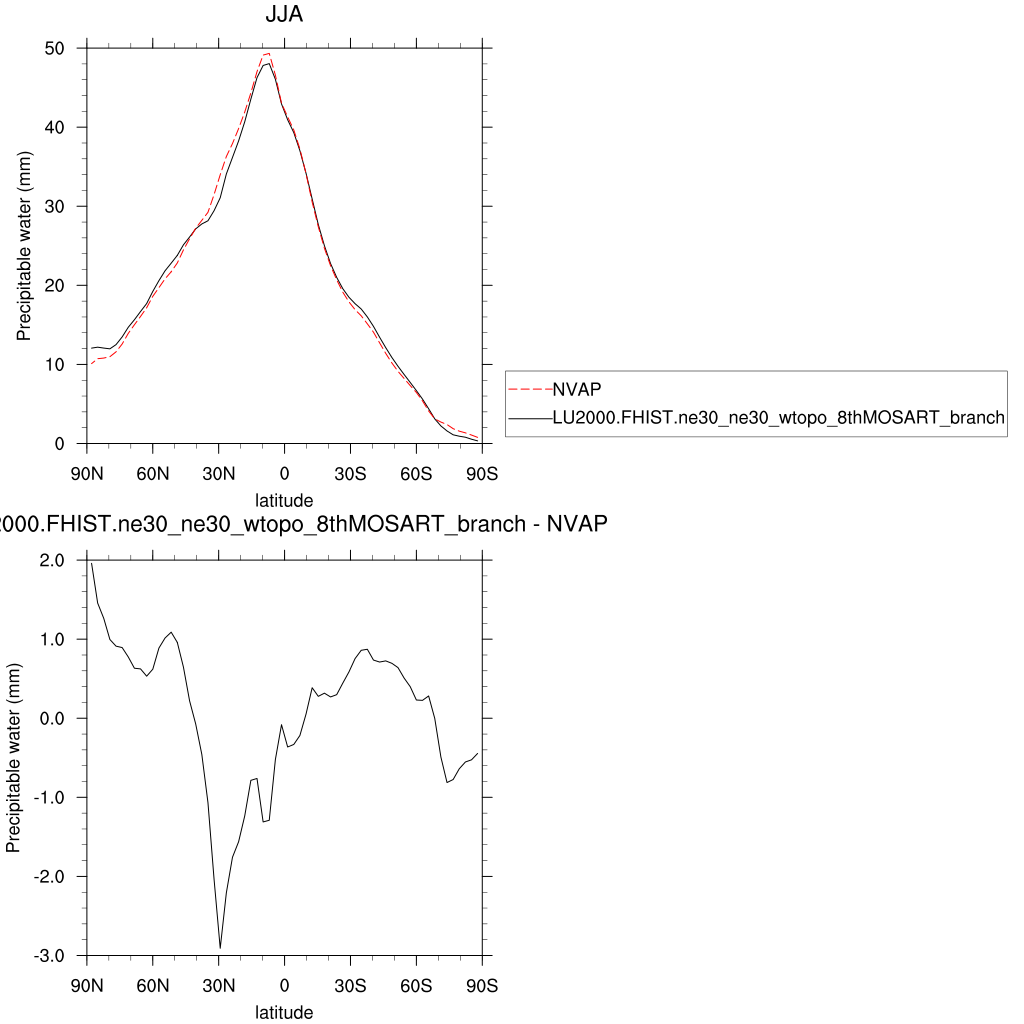 JJA
50
40
30
20
10
0
Precipitable water (mm)
90N 60N 30N 0 30S 60S 90S
latitude
NVAP
LU2000.FHIST.ne30_ne30_wtopo_8thMOSART_branch
2000.FHIST.ne30_ne30_wtopo_8thMOSART_branch - NVAP
2.0
1.0
0.0
-1.0
-2.0
-3.0
Precipitable water (mm)
90N 60N 30N 0 30S 60S 90S
latitude